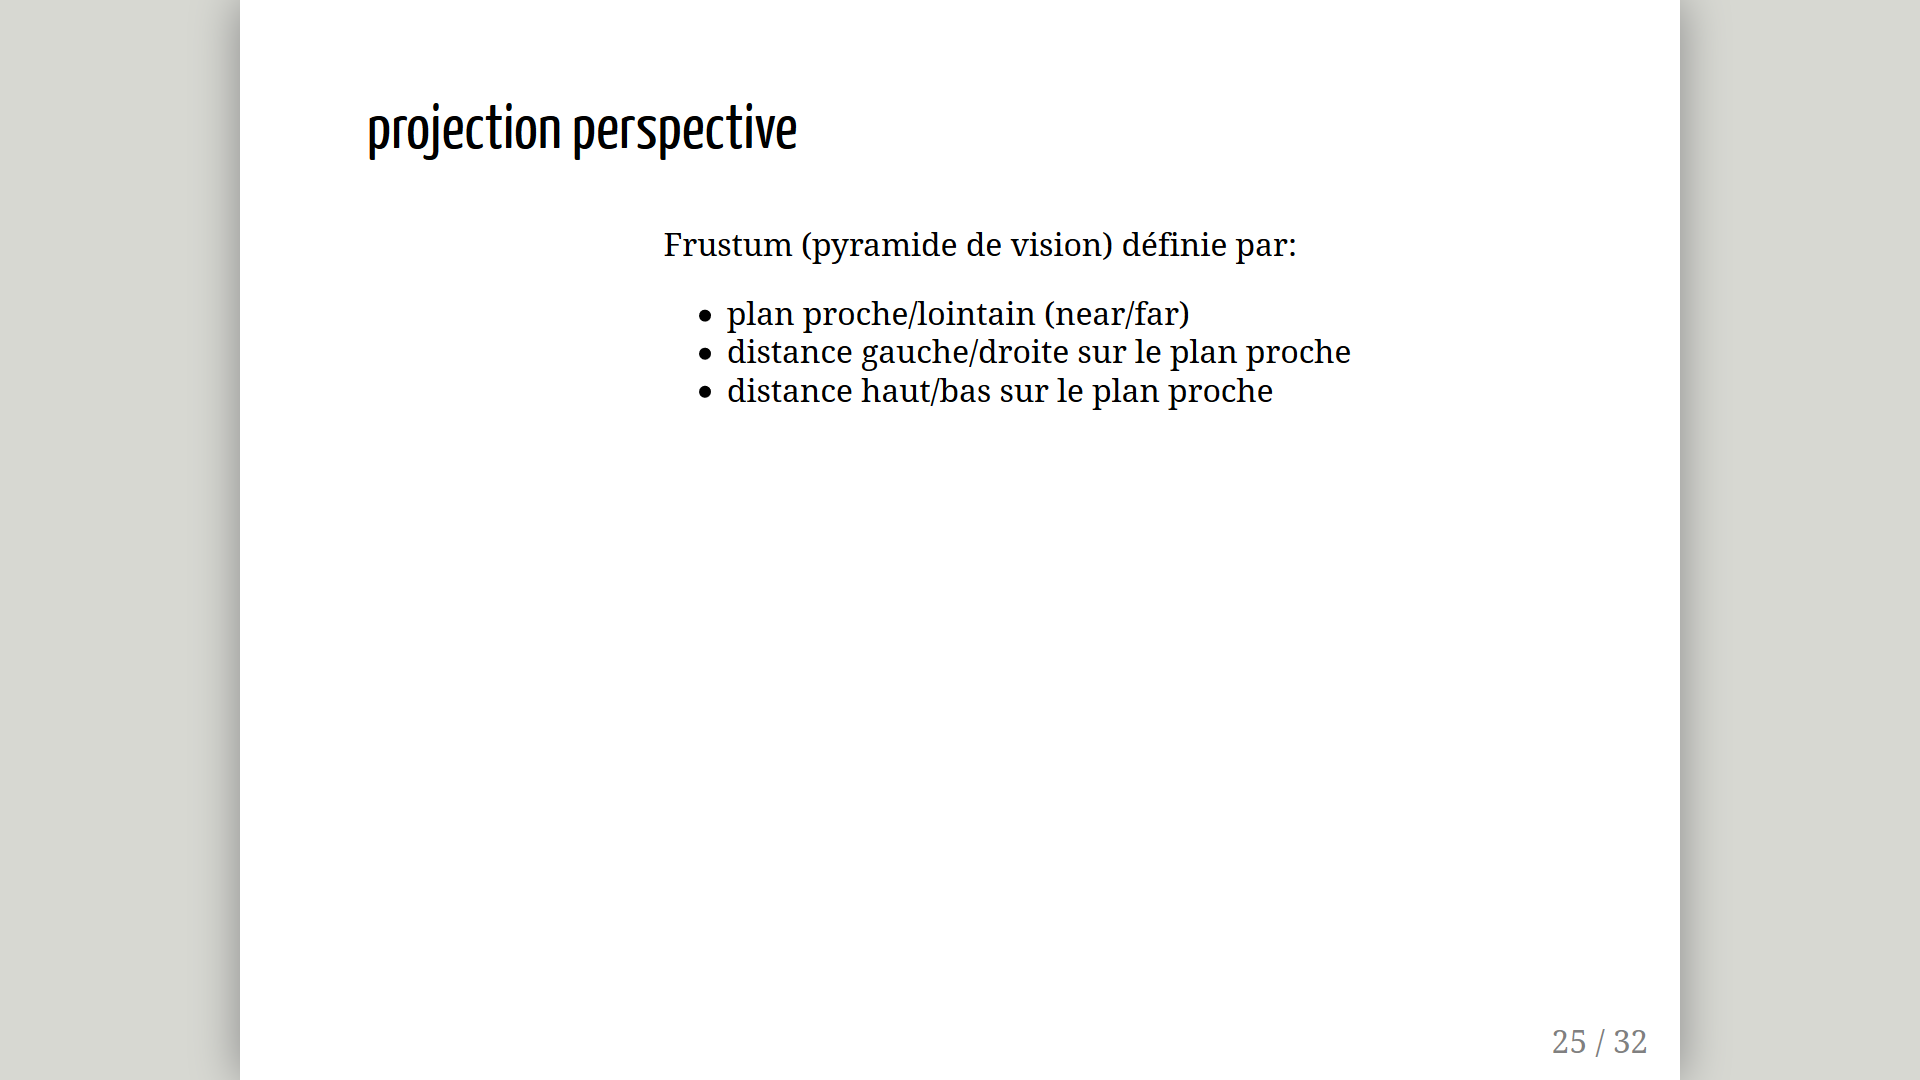 projection perspective
Frustum (pyramide de vision) définie par:
• plan proche/lointain (near/far)
• distance gauche/droite sur le plan proche
• distance haut/bas sur le plan proche
25 / 32